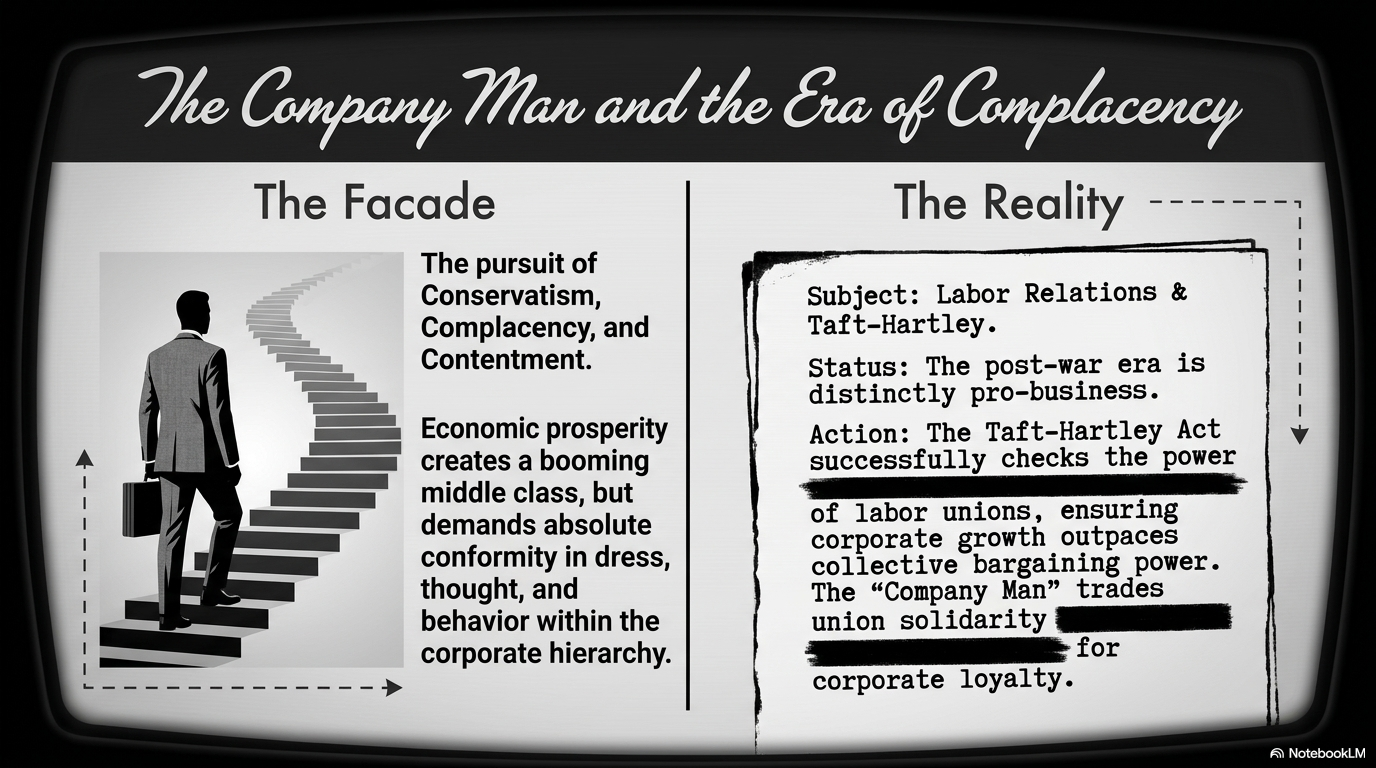 The Company Man and the Era of Complacency
The Facade
The pursuit of
Conservatism,
Complacency, and
Contentment.
Economic prosperity
creates a booming
middle class, but
demands absolute
conformity in dress,
thought, and
behavior within the
corporate hierarchy.
The Reality
Subject: Labor Relations &
Taft-Hartley.
Status: The post-war era is
distinctly pro-business.
Action: The Taft-Hartley Act
successfully checks the power
of labor unions, ensuring
corporate growth outpaces
collective bargaining power.
The “Company Man” trades
union solidarity
for
corporate loyalty.
NotebookLM